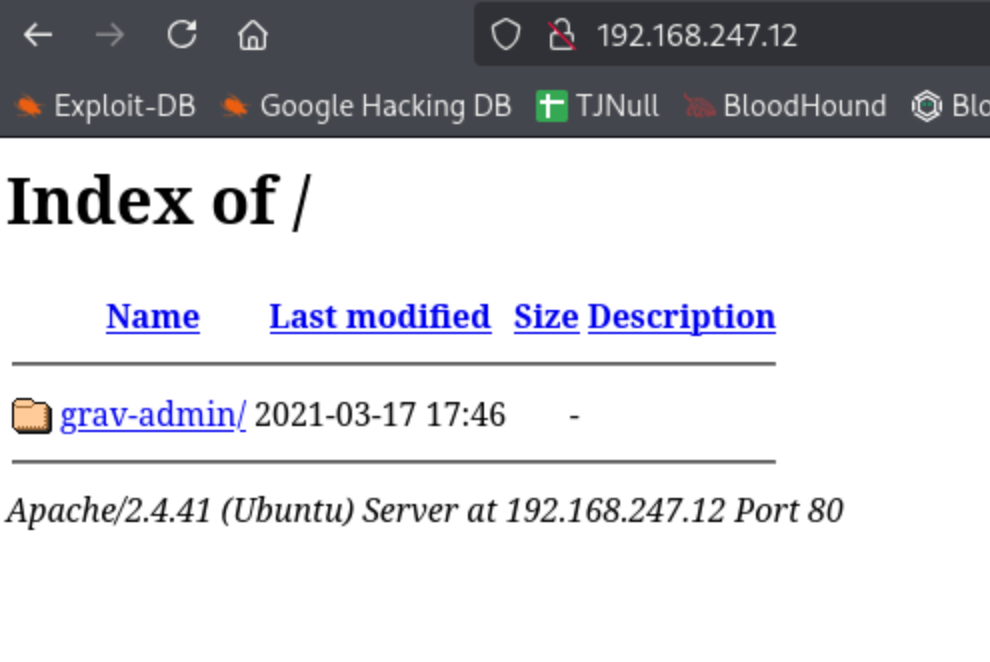 192.168.247.12
Exploit-DB Google Hacking DB TJNull BloodHound Blo
Index of /
Name Last modified Size Description
grav-admin/ 2021-03-17 17:46 -
Apache/2.4.41 (Ubuntu) Server at 192.168.247.12 Port 80